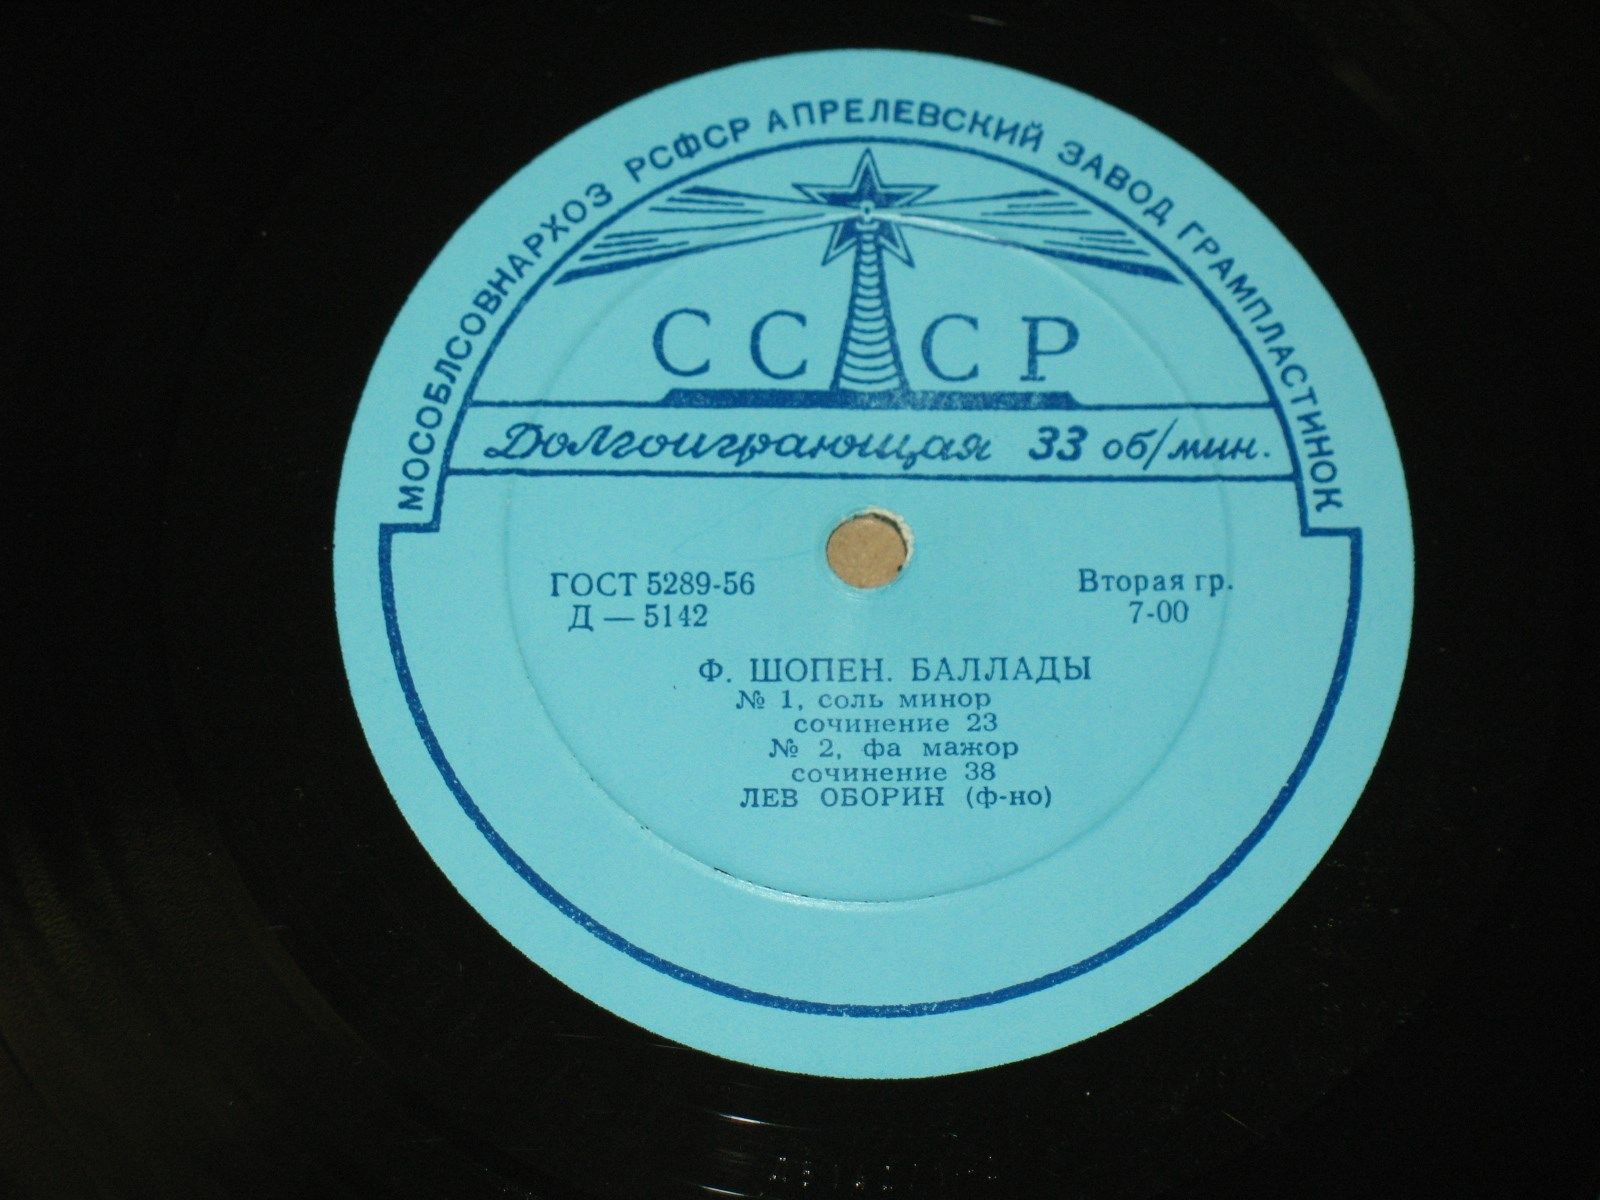 МОСОБЛСОВНАРХОЗ РСФСР АПРЕЛЕВСКИЙ ЗАВОД ГРАМПЛАСТИНОК
СССР
Долгоиграющая 33 об/мин.
ГОСТ 5289-56
Д — 5142
Вторая гр.
7-00
Ф. ШОПЕН. БАЛЛАДЫ
№ 1, соль минор
сочинение 23
№ 2, фа мажор
сочинение 38
ЛЕВ ОБОРИН (ф-но)